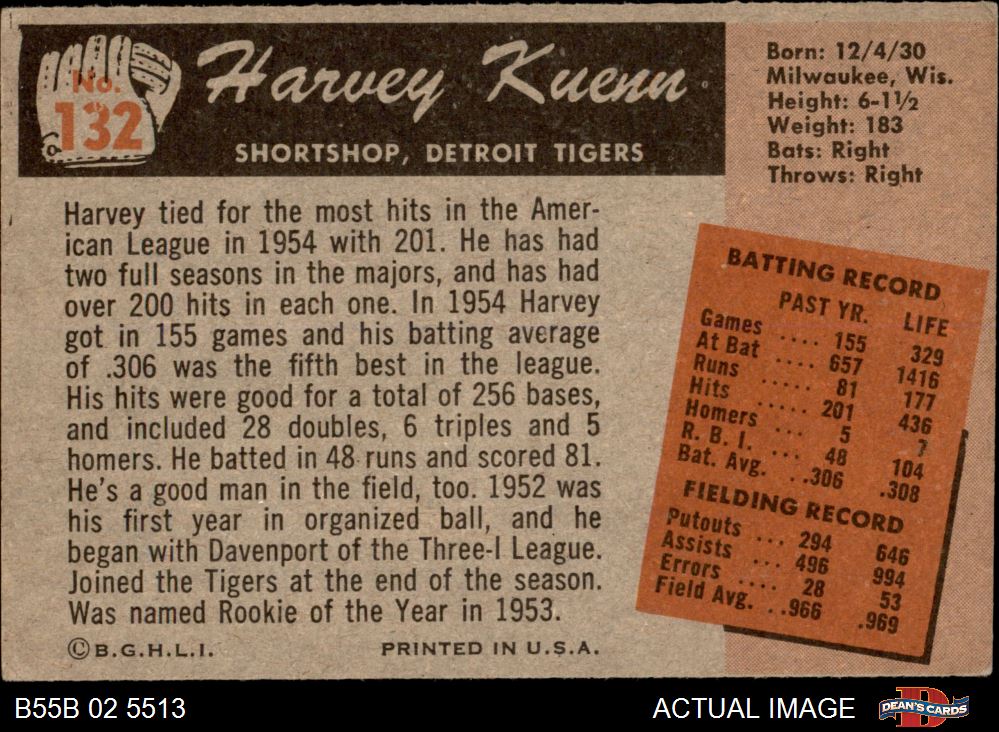 No.
132
Harvey Kuenn
SHORTSHOP, DETROIT TIGERS
Born: 12/4/30
Milwaukee, Wis.
Height: 6-1½
Weight: 183
Bats: Right
Throws: Right
Harvey tied for the most hits in the Amer-
ican League in 1954 with 201. He has had
two full seasons in the majors, and has had
over 200 hits in each one. In 1954 Harvey
got in 155 games and his batting average
of .306 was the fifth best in the league.
His hits were good for a total of 256 bases,
and included 28 doubles, 6 triples and 5
homers. He batted in 48 runs and scored 81.
He's a good man in the field, too. 1952 was
his first year in organized ball, and he
began with Davenport of the Three-I League.
Joined the Tigers at the end of the season.
Was named Rookie of the Year in 1953.
©B.G.H.L.I. PRINTED IN U.S.A.
BATTING RECORD
PAST YR. LIFE
Games .... 155 329
At Bat .... 657 1416
Runs ..... 81 177
Hits ..... 201 436
Homers ... 5 7
R. B. I. ... 48 104
Bat. Avg. ..306 .308
FIELDING RECORD
Putouts ... 294 646
Assists ... 496 994
Errors .... 28 53
Field Avg. ..966 .969
B55B 02 5513 ACTUAL IMAGE DEAN'S CARDS